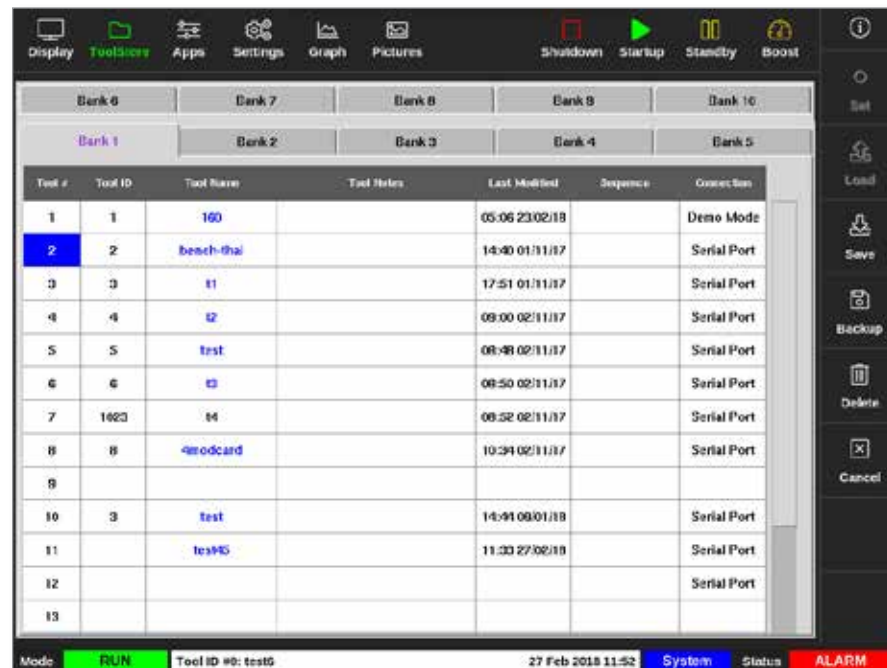 Display ToolStore Apps Settings Graph Pictures Shutdown Startup Standby Boost
Bank 6 Bank 7 Bank 8 Bank 9 Bank 10
Set
Bank 1 Bank 2 Bank 3 Bank 4 Bank 5
Load
Tool # Tool ID Tool Name Tool Notes Last Modified Sequence Connection
1 1 160 05:06 23/02/18 Demo Mode
2 2 bench-thai 14:40 01/11/17 Serial Port
Save
3 3 t1 17:51 01/11/17 Serial Port
4 4 t2 09:00 02/11/17 Serial Port
Backup
5 5 test 08:48 02/11/17 Serial Port
6 6 t3 08:50 02/11/17 Serial Port
Delete
7 1623 t4 08:52 02/11/17 Serial Port
8 8 4modcard 10:34 02/11/17 Serial Port
Cancel
9
10 3 test 14:44 Serial Port
11 test45 11:33 27/02/18 Serial Port
12 Serial Port
13
Mode RUN Tool ID #0: test6 27 Feb 2018 11:52 System Status ALARM